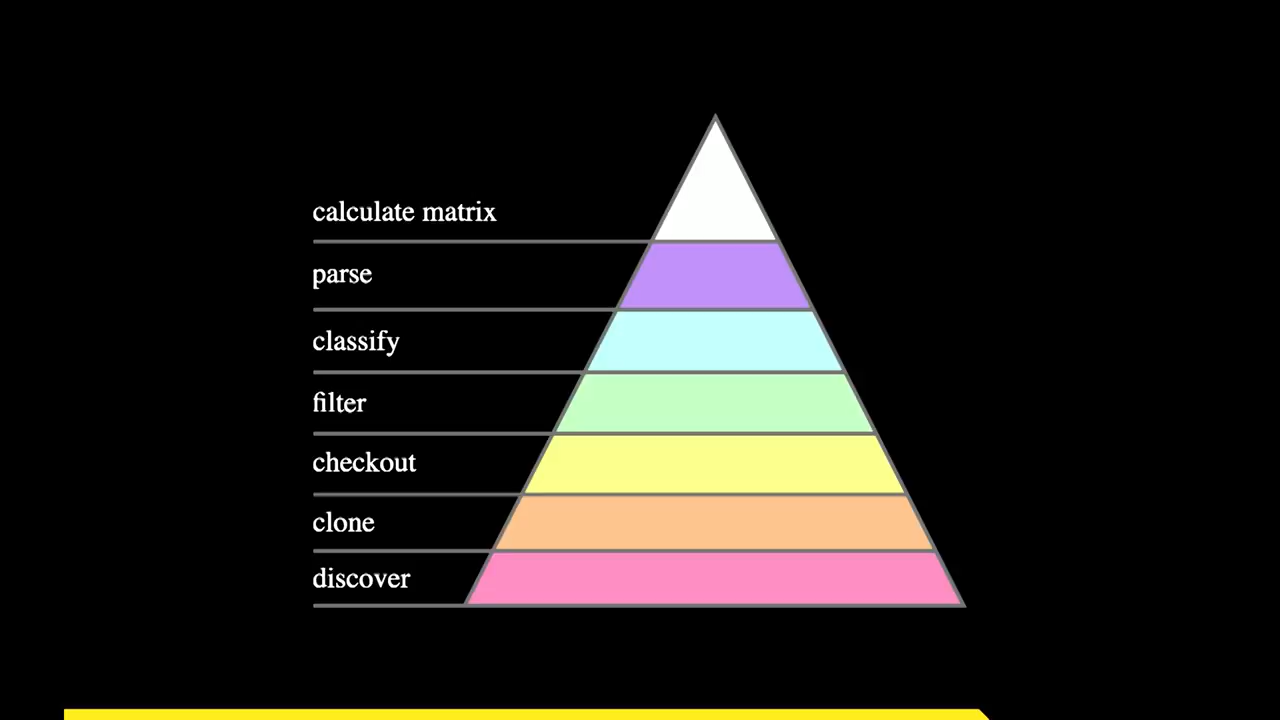 calculate matrix
parse
classify
filter
checkout
clone
discover